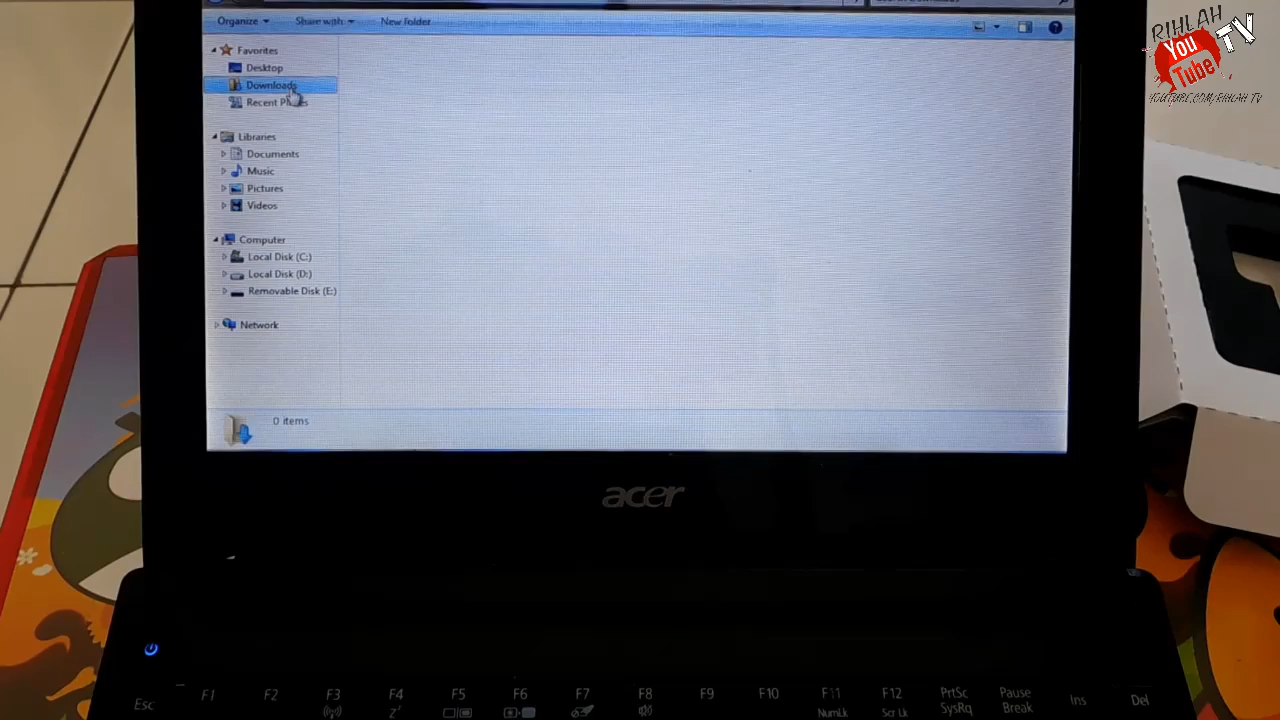 Organize Share with New folder
Favorites
Desktop
Downloads
Recent Places
Libraries
Documents
Music
Pictures
Videos
Computer
Local Disk (C:)
Local Disk (D:)
Removable Disk (E:)
Network
0 items
acer
RIHLAH TV
You
Tube
YOUTUBE.COM/RIHLAH TV
Esc F1 F2 F3 F4 F5 F6 F7 F8 F9 F10 F11 F12 PrtSc Pause Ins Del
NumLk Scr Lk SysRq Break